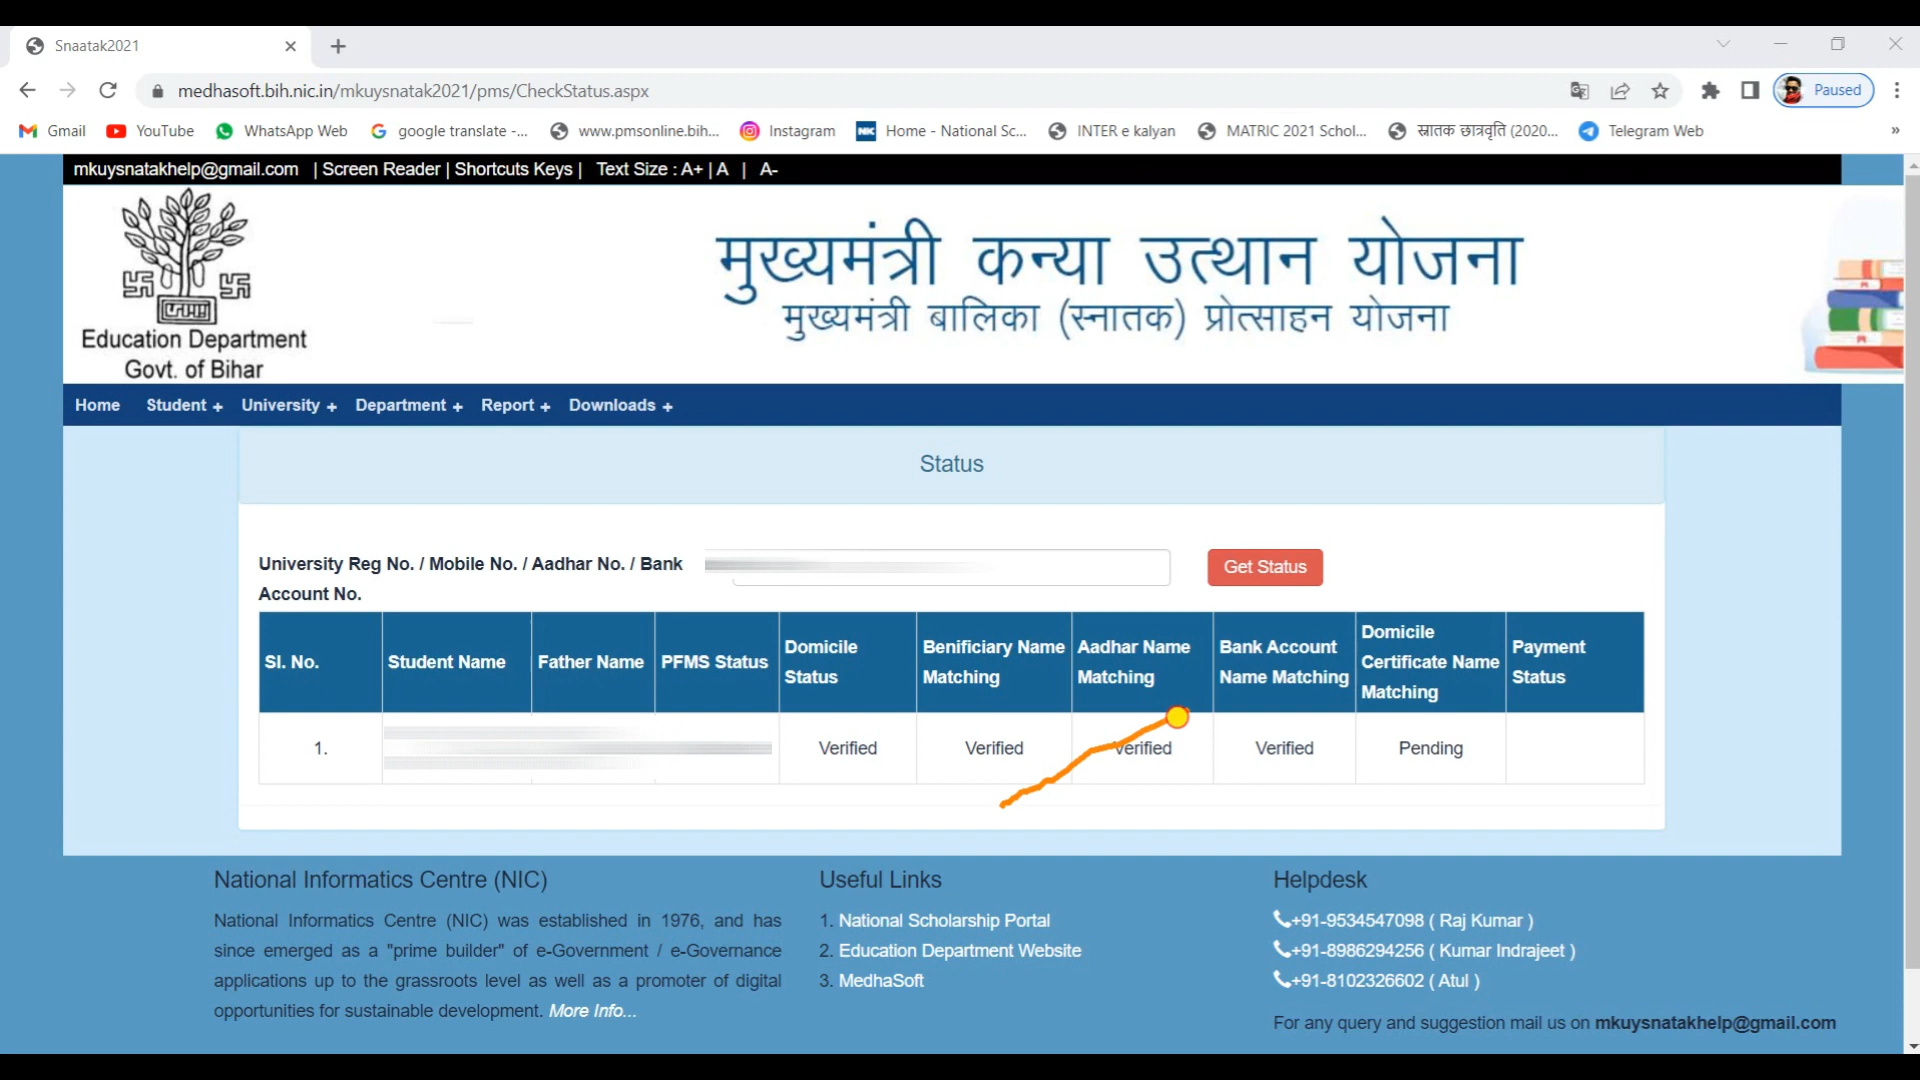 Snaatak2021
medhasoft.bih.nic.in/mkuysnatak2021/pms/CheckStatus.aspx
Paused
Gmail YouTube WhatsApp Web google translate -... www.pmsonline.bih... Instagram NK Home - National Sc... INTER e kalyan MATRIC 2021 Schol... स्नातक छात्रवृति (2020... Telegram Web »
mkuysnatakhelp@gmail.com | Screen Reader | Shortcuts Keys | Text Size : A+ | A | A-
मुख्यमंत्री कन्या उत्थान योजना
मुख्यमंत्री बालिका (स्नातक) प्रोत्साहन योजना
Education Department
Govt. of Bihar
Home Student + University + Department + Report + Downloads +
Status
University Reg No. / Mobile No. / Aadhar No. / Bank
Account No.
Get Status
Sl. No. Student Name Father Name PFMS Status Domicile Status Benificiary Name Matching Aadhar Name Matching Bank Account Name Matching Domicile Certificate Name Matching Payment Status
1. Verified Verified Verified Verified Pending
National Informatics Centre (NIC)
National Informatics Centre (NIC) was established in 1976, and has
since emerged as a "prime builder" of e-Government / e-Governance
applications up to the grassroots level as well as a promoter of digital
opportunities for sustainable development. More Info...
Useful Links
1. National Scholarship Portal
2. Education Department Website
3. MedhaSoft
Helpdesk
+91-9534547098 ( Raj Kumar )
+91-8986294256 ( Kumar Indrajeet )
+91-8102326602 ( Atul )
For any query and suggestion mail us on mkuysnatakhelp@gmail.com